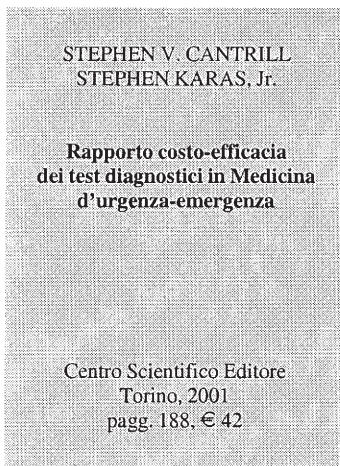 STEPHEN V. CANTRILL
STEPHEN KARAS, Jr.
Rapporto costo-efficacia
dei test diagnostici in Medicina
d'urgenza-emergenza
Centro Scientifico Editore
Torino, 2001
pagg. 188, € 42